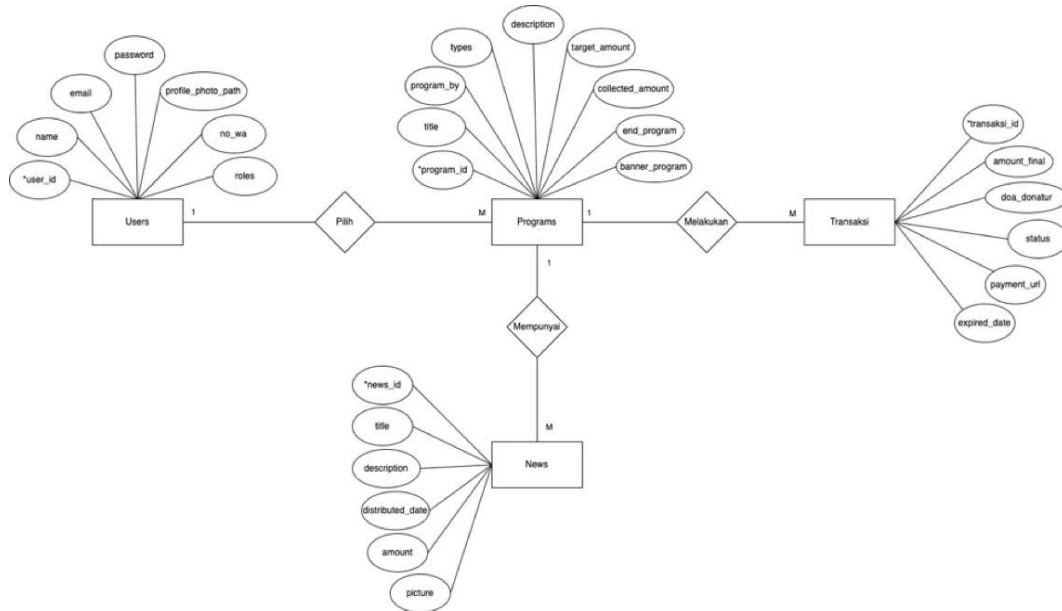 description
types
target_amount
password
program_by
collected_amount
email
profile_photo_path
title
end_program
*transaksi_id
name
no_wa
*program_id
banner_program
amount_final
*user_id
roles
doa_donatur
Users
1
Pilih
M
Programs
1
Melakukan
M
Transaksi
status
1
payment_url
Mempunyai
expired_date
*news_id
title
M
description
News
distributed_date
amount
picture